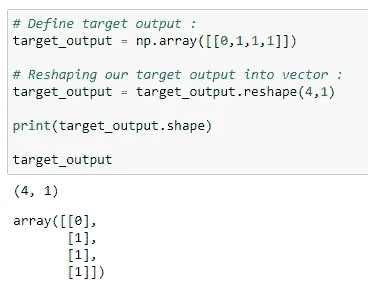 # Define target output :
target_output = np.array([[0,1,1,1]])
# Reshaping our target output into vector :
target_output = target_output.reshape(4,1)
print(target_output.shape)
target_output
(4, 1)
array([[0],
       [1],
       [1],
       [1]])